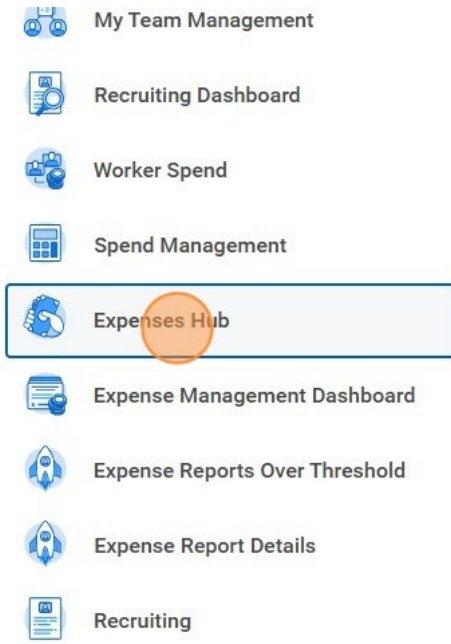 My Team Management
Recruiting Dashboard
Worker Spend
Spend Management
Expenses Hub
Expense Management Dashboard
Expense Reports Over Threshold
Expense Report Details
Recruiting